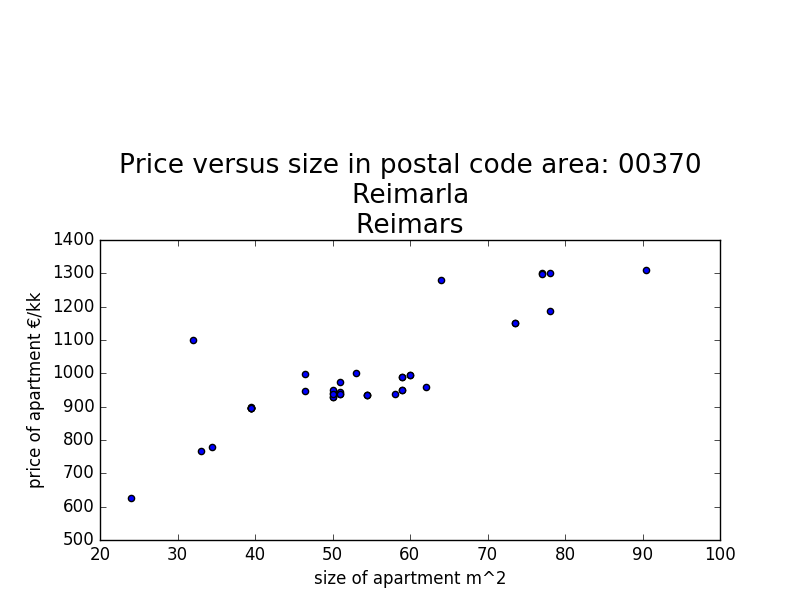 Price versus size in postal code area: 00370
Reimarla
Reimars
1400
1300
1200
1100
1000
900
800
700
600
500
price of apartment €/kk
20 30 40 50 60 70 80 90 100
size of apartment m^2